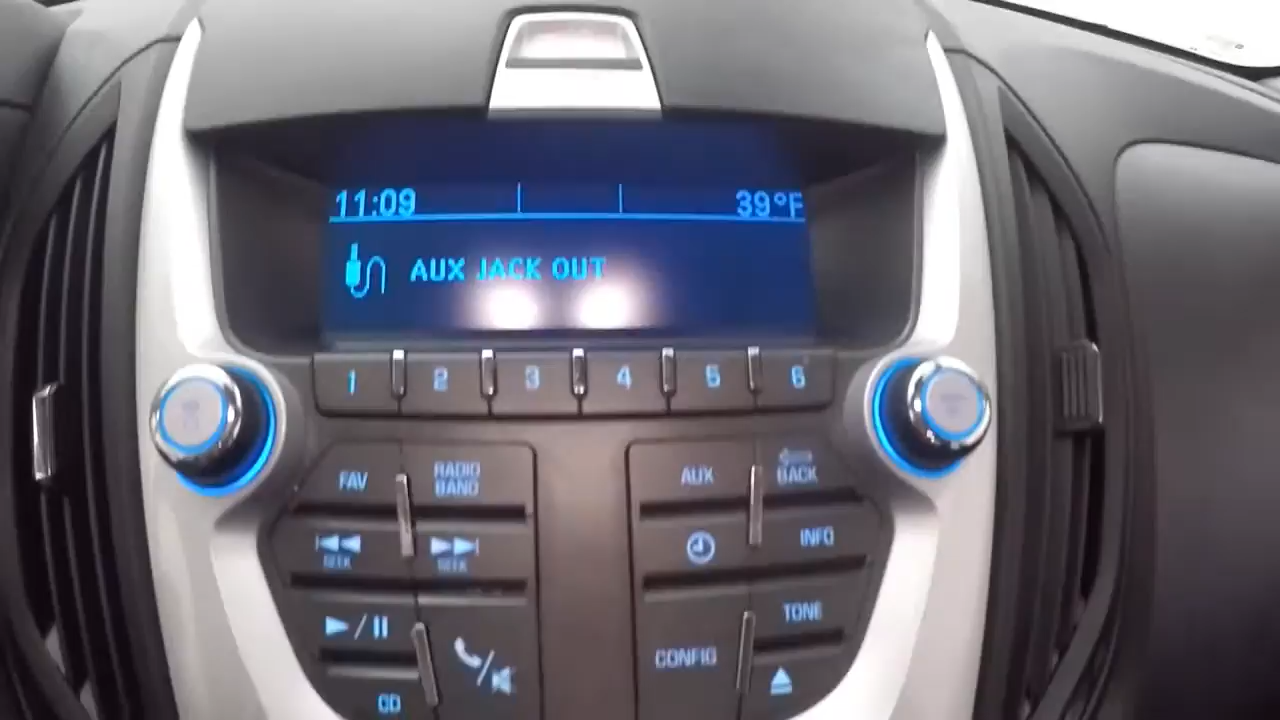 11:09
39°F
AUX JACK OUT
1 2 3 4 5 6
FAV
RADIO
BAND
AUX
BACK
SEEK
SEEK
INFO
TONE
CONFIG
CD